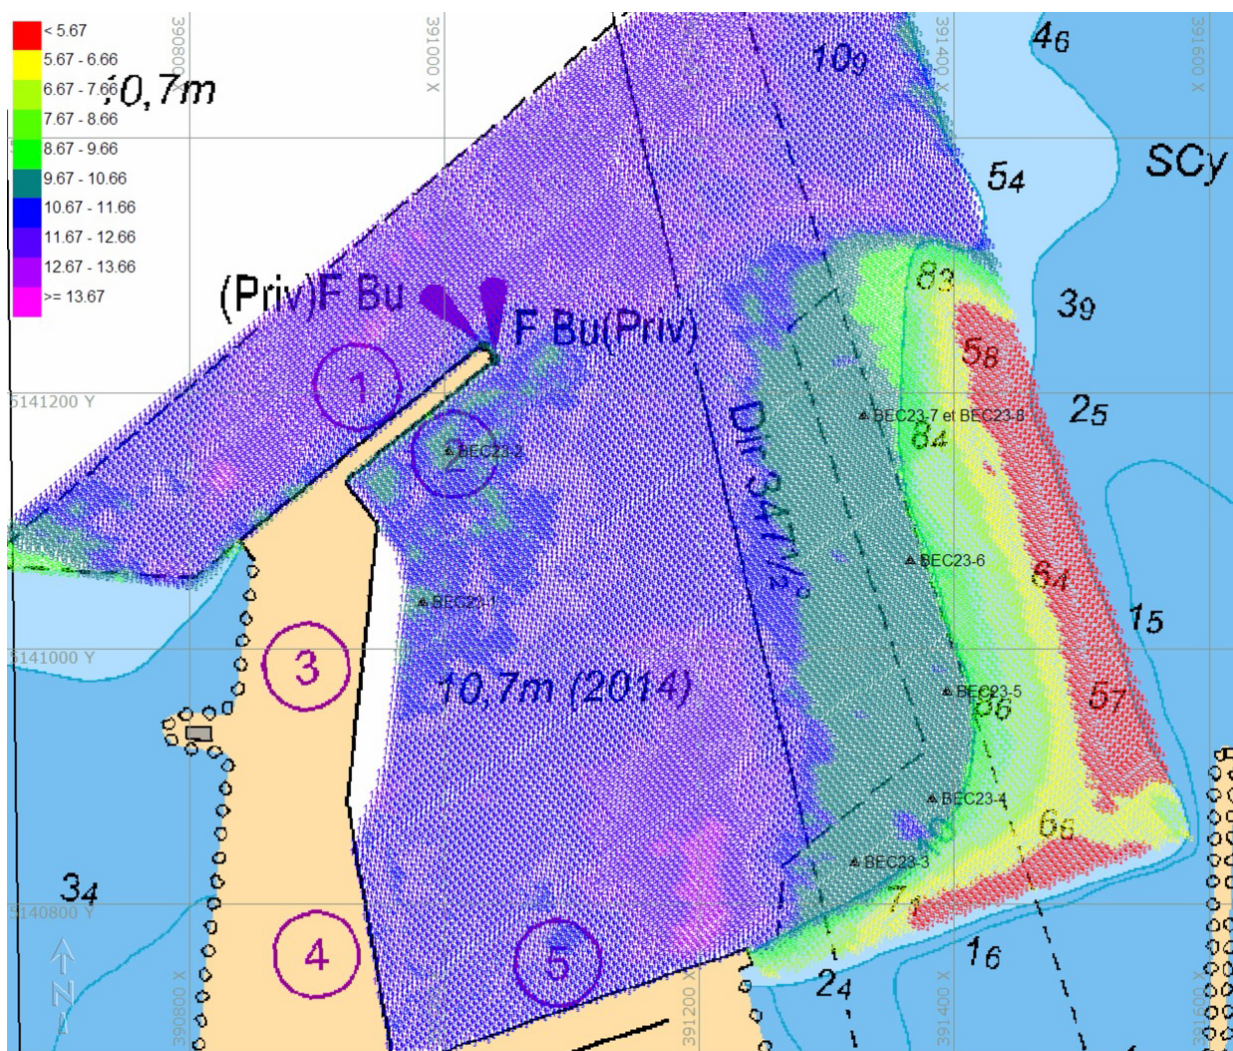 < 5.67
5.67 - 6.66
6.67 - 7.66
7.67 - 8.66
8.67 - 9.66
9.67 - 10.66
10.67 - 11.66
11.67 - 12.66
12.67 - 13.66
>= 13.67
390800 X
391000 X
391400 X
391600 X
10,7m
109
46
SCy
54
(Priv)F Bu
F Bu(Priv)
83
39
58
1
5141200 Y
25
BEC23-7 et BEC23-8
84
Dir 347½°
2
BEC23-2
BEC23-6
64
BEC23-1
15
3
5141000 Y
10,7m (2014)
BEC23-5
86
57
BEC23-4
66
BEC23-3
34
71
5140800 Y
4
5
16
24
N
390800 X
391000 X
391200 X
391400 X
391600 X